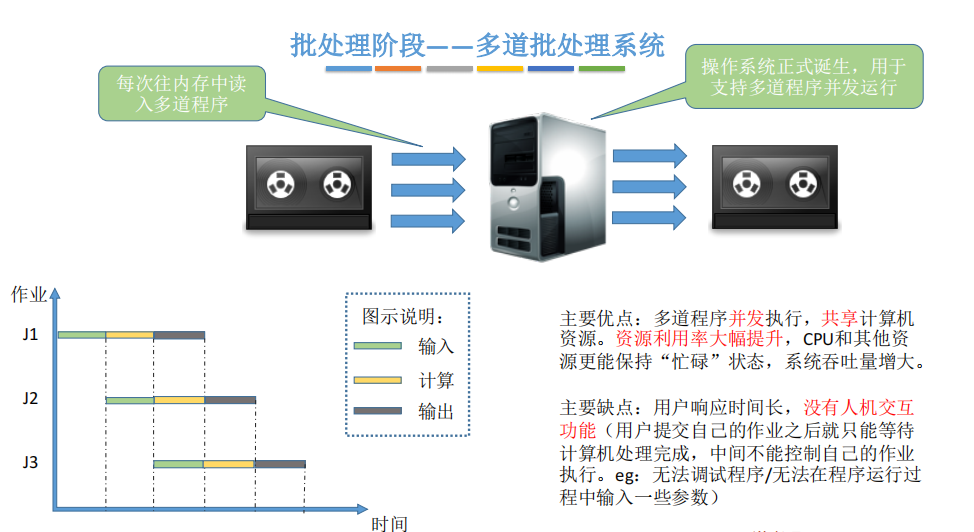 批处理阶段——多道批处理系统
每次往内存中读
入多道程序
操作系统正式诞生，用于
支持多道程序并发运行
作业
J1
J2
J3
时间
图示说明：
输入
计算
输出
主要优点：多道程序并发执行，共享计算机
资源。资源利用率大幅提升，CPU和其他资
源更能保持“忙碌”状态，系统吞吐量增大。
主要缺点：用户响应时间长，没有人机交互
功能（用户提交自己的作业之后就只能等待
计算机处理完成，中间不能控制自己的作业
执行。eg：无法调试程序/无法在程序运行过
程中输入一些参数）